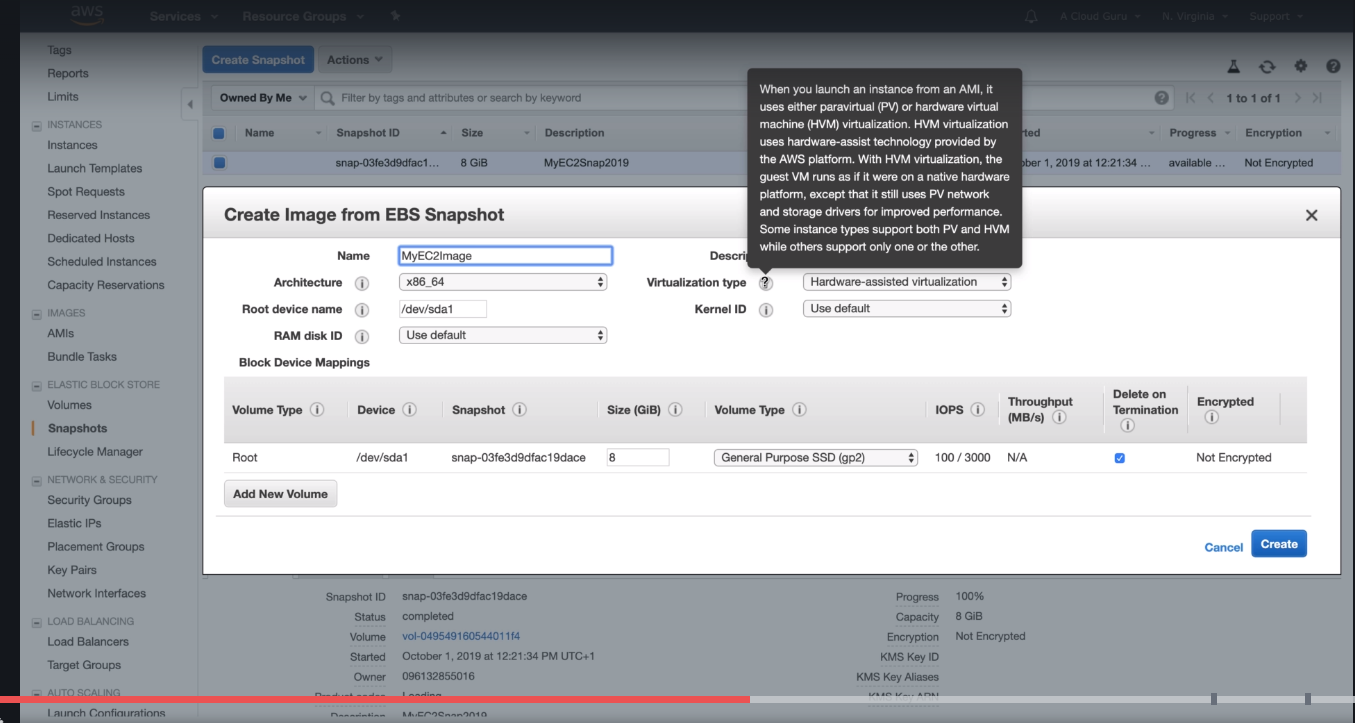 aws
Services
Resource Groups
A Cloud Guru
N. Virginia
Support
Tags
Reports
Limits
INSTANCES
Instances
Launch Templates
Spot Requests
Reserved Instances
Dedicated Hosts
Scheduled Instances
Capacity Reservations
IMAGES
AMIs
Bundle Tasks
ELASTIC BLOCK STORE
Volumes
Snapshots
Lifecycle Manager
NETWORK & SECURITY
Security Groups
Elastic IPs
Placement Groups
Key Pairs
Network Interfaces
LOAD BALANCING
Load Balancers
Target Groups
AUTO SCALING
Launch Configurations
Create Snapshot
Actions
Owned By Me
Filter by tags and attributes or search by keyword
1 to 1 of 1
Name
Snapshot ID
Size
Description
Progress
Encryption
snap-03fe3d9dfac1...
8 GiB
MyEC2Snap2019
1, 2019 at 12:21:34 ...
available ...
Not Encrypted
When you launch an instance from an AMI, it
uses either paravirtual (PV) or hardware virtual
machine (HVM) virtualization. HVM virtualization
uses hardware-assist technology provided by
the AWS platform. With HVM virtualization, the
guest VM runs as if it were on a native hardware
platform, except that it still uses PV network
and storage drivers for improved performance.
Some instance types support both PV and HVM
while others support only one or the other.
Create Image from EBS Snapshot
Name
MyEC2Image
Descrip
Architecture
x86_64
Virtualization type
Hardware-assisted virtualization
Root device name
/dev/sda1
Kernel ID
Use default
RAM disk ID
Use default
Block Device Mappings
Volume Type
Device
Snapshot
Size (GiB)
Volume Type
IOPS
Throughput
(MB/s)
Delete on
Termination
Encrypted
Root
/dev/sda1
snap-03fe3d9dfac19dace
8
General Purpose SSD (gp2)
100 / 3000
N/A
Not Encrypted
Add New Volume
Cancel
Create
Snapshot ID
snap-03fe3d9dfac19dace
Progress
100%
Status
completed
Capacity
8 GiB
Volume
vol-049549160544011f4
Encryption
Not Encrypted
Started
October 1, 2019 at 12:21:34 PM UTC+1
KMS Key ID
Owner
096132855016
KMS Key Aliases
Product codes
Loading
KMS Key ARN
Description
MyEC2Snap2019